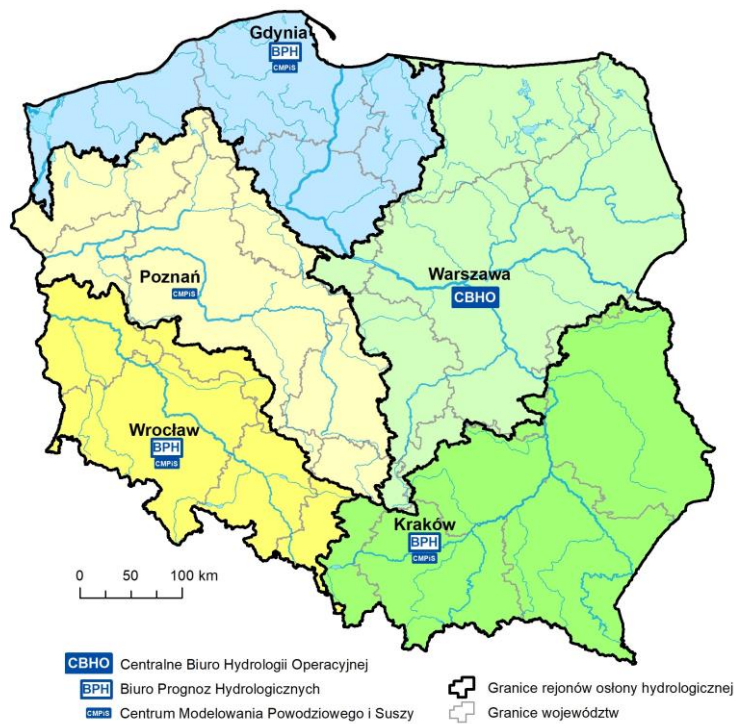 Gdynia
BPH
CMPiS
Poznań
CMPiS
Warszawa
CBHO
Wrocław
BPH
CMPiS
Kraków
BPH
CMPiS
0 50 100 km
CBHO Centralne Biuro Hydrologii Operacyjnej
BPH Biuro Prognoz Hydrologicznych
CMPiS Centrum Modelowania Powodziowego i Suszy
Granice rejonów osłony hydrologicznej
Granice województw